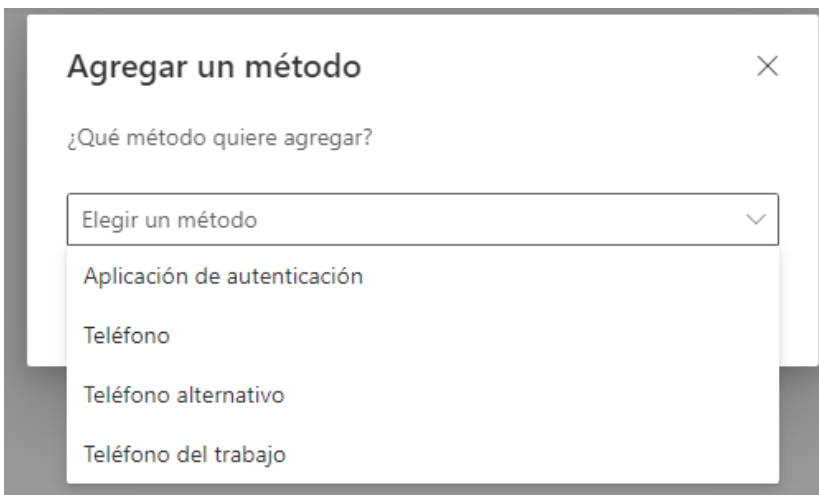 Agregar un método
¿Qué método quiere agregar?
Elegir un método
Aplicación de autenticación
Teléfono
Teléfono alternativo
Teléfono del trabajo